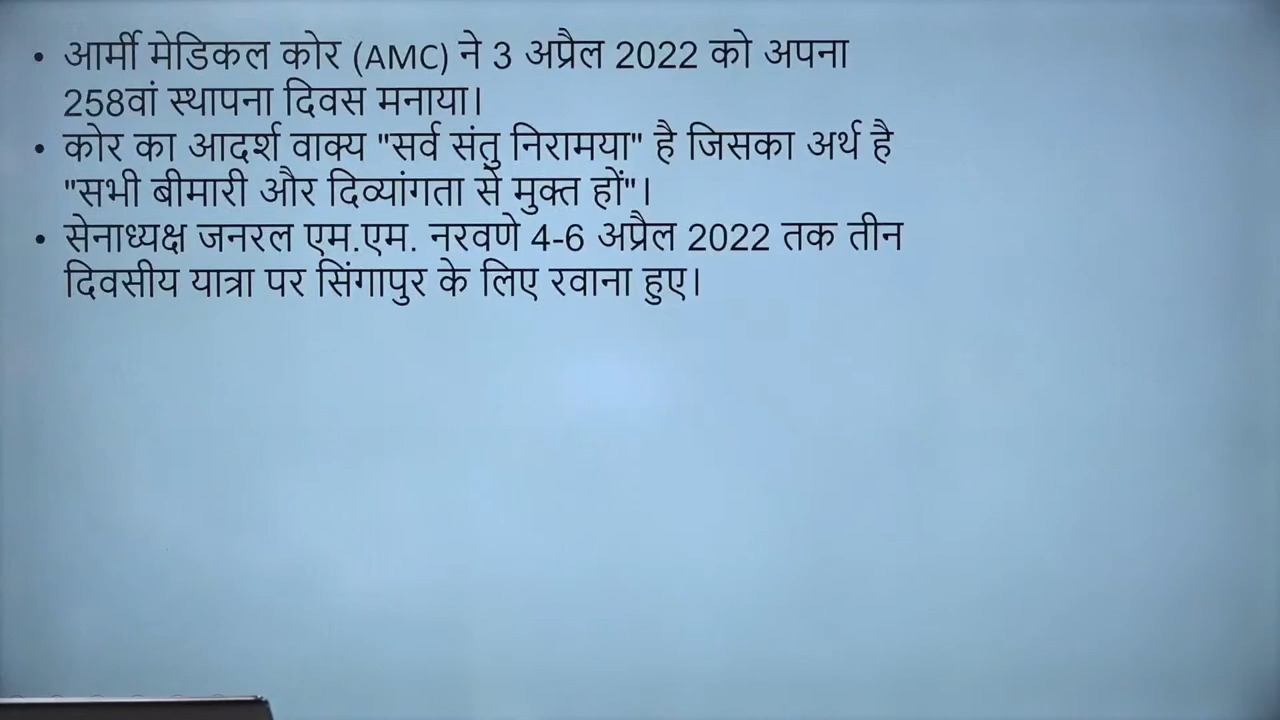 • आर्मी मेडिकल कोर (AMC) ने 3 अप्रैल 2022 को अपना
258वां स्थापना दिवस मनाया।
• कोर का आदर्श वाक्य "सर्व संतु निरामया" है जिसका अर्थ है
"सभी बीमारी और दिव्यांगता से मुक्त हों"।
• सेनाध्यक्ष जनरल एम.एम. नरवणे 4-6 अप्रैल 2022 तक तीन
दिवसीय यात्रा पर सिंगापुर के लिए रवाना हुए।